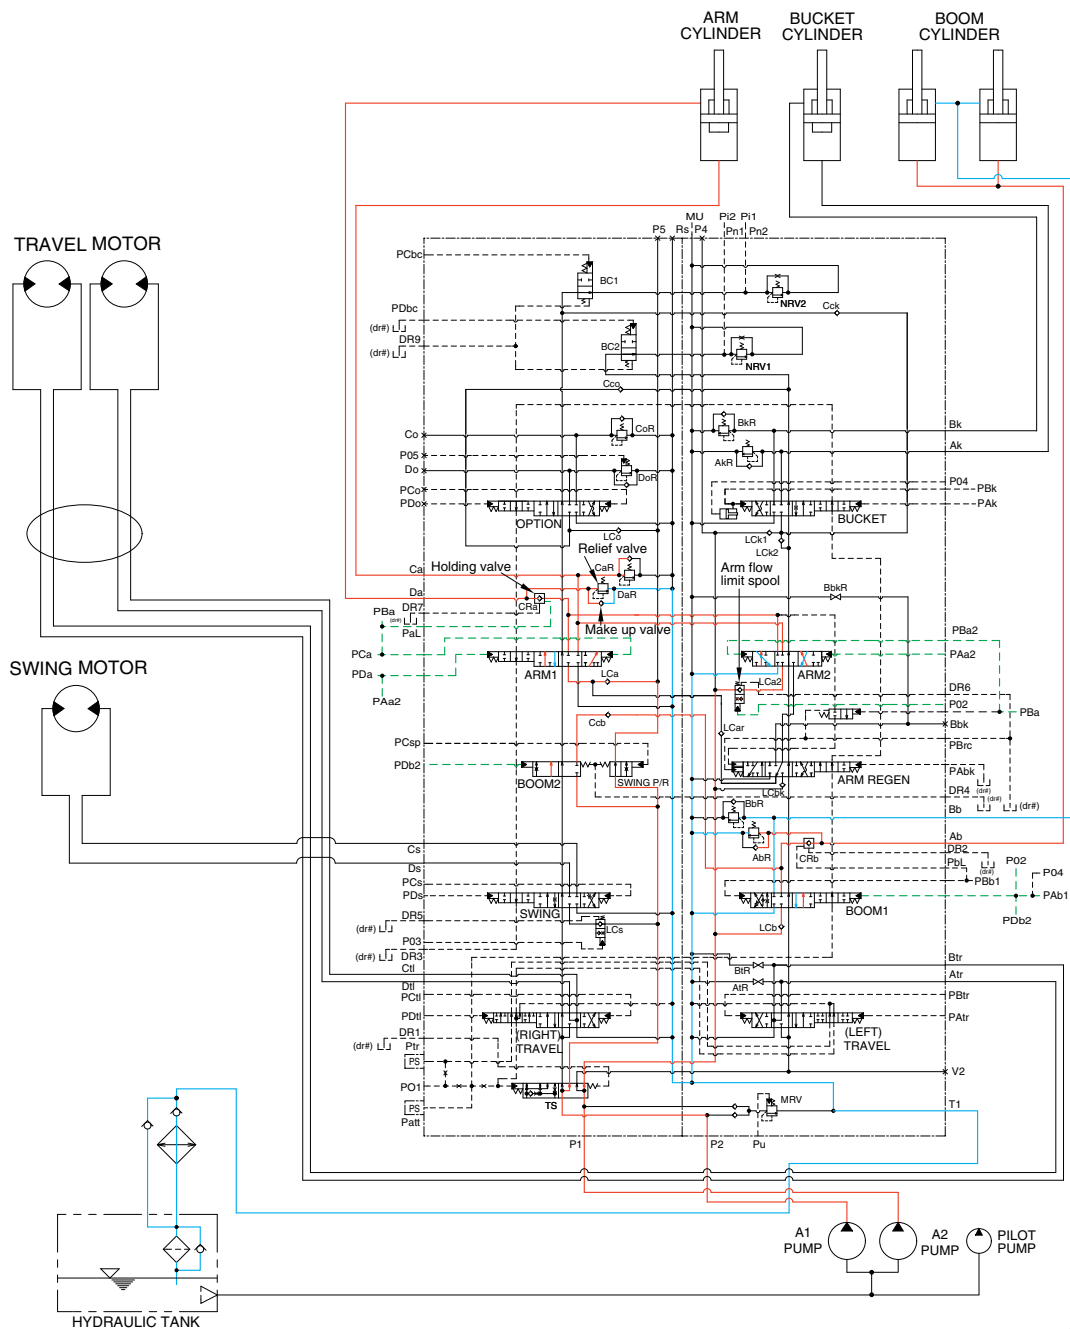 ARM
CYLINDER
BUCKET
CYLINDER
BOOM
CYLINDER
TRAVEL MOTOR
MU Pi2 Pi1
P5 Rs P4 Pn1 Pn2
PCbc
BC1
NRV2
Cck
PDbc
(dr#)
DR9
(dr#)
BC2
NRV1
Cco
Co
CoR
BkR
Bk
Ak
P05
Do
DoR
AkR
P04
PBk
PCo
PDo
PAk
OPTION
BUCKET
LCo
LCk1
LCk2
Relief valve
Holding valve
Arm flow
limit spool
Ca
CaR
Da
DaR
BbkR
CRa
DR7
(dr#)
PBa
PaL
Make up valve
PBa2
PCa
PAa2
PDa
ARM1
ARM2
LCa
LCa2
PAa2
DR6
P02
PBa
SWING MOTOR
Ccb
LCar
Bbk
PCsp
PBrc
PDb2
BOOM2
SWING P/R
ARM REGEN
PAbk
(dr#)
LCbk
DR4
(dr#)
(dr#)
BbR
Bb
AbR
CRb
Ab
Cs
DR2
(dr#)
Ds
PbL
P02
PCs
PBb1
P04
PDs
PAb1
SWING
BOOM1
PDb2
DR5
(dr#)
LCs
LCb
P03
(dr#)
DR3
Ctl
BtR
Btr
AtR
Atr
Dtl
PCtl
PBtr
PDtl
PAtr
(RIGHT)
TRAVEL
(LEFT)
TRAVEL
DR1
(dr#)
Ptr
PS
V2
PO1
TS
PS
MRV
T1
Patt
P1
P2
Pu
A1
PUMP
A2
PUMP
PILOT
PUMP
HYDRAULIC TANK